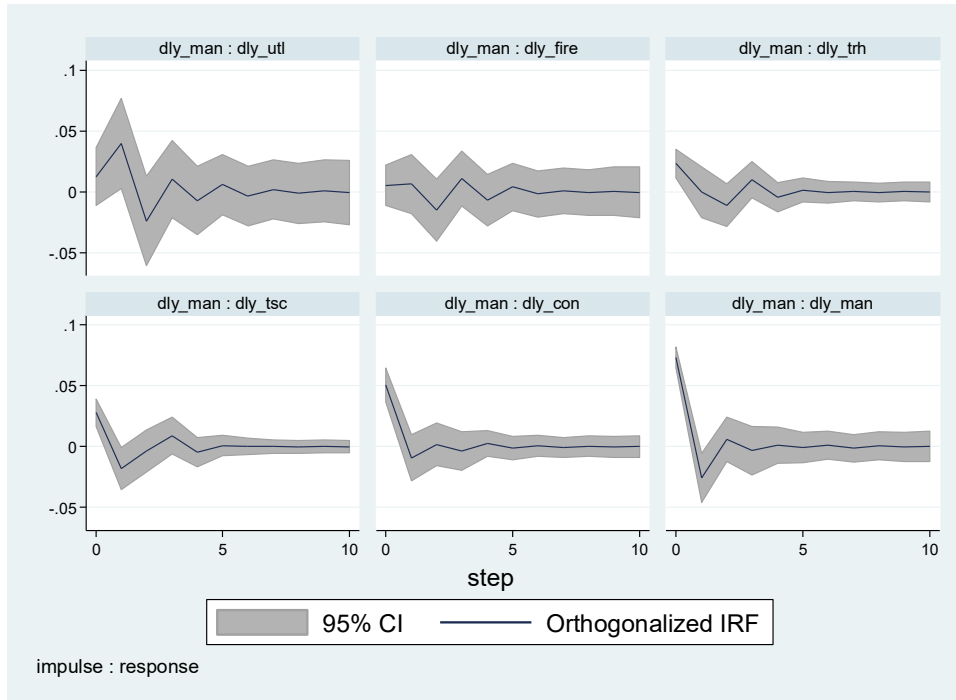 dly_man : dly_utl
dly_man : dly_fire
dly_man : dly_trh
.1
.05
0
-.05
dly_man : dly_tsc
dly_man : dly_con
dly_man : dly_man
.1
.05
0
-.05
0 5 10
0 5 10
0 5 10
step
95% CI
Orthogonalized IRF
impulse : response